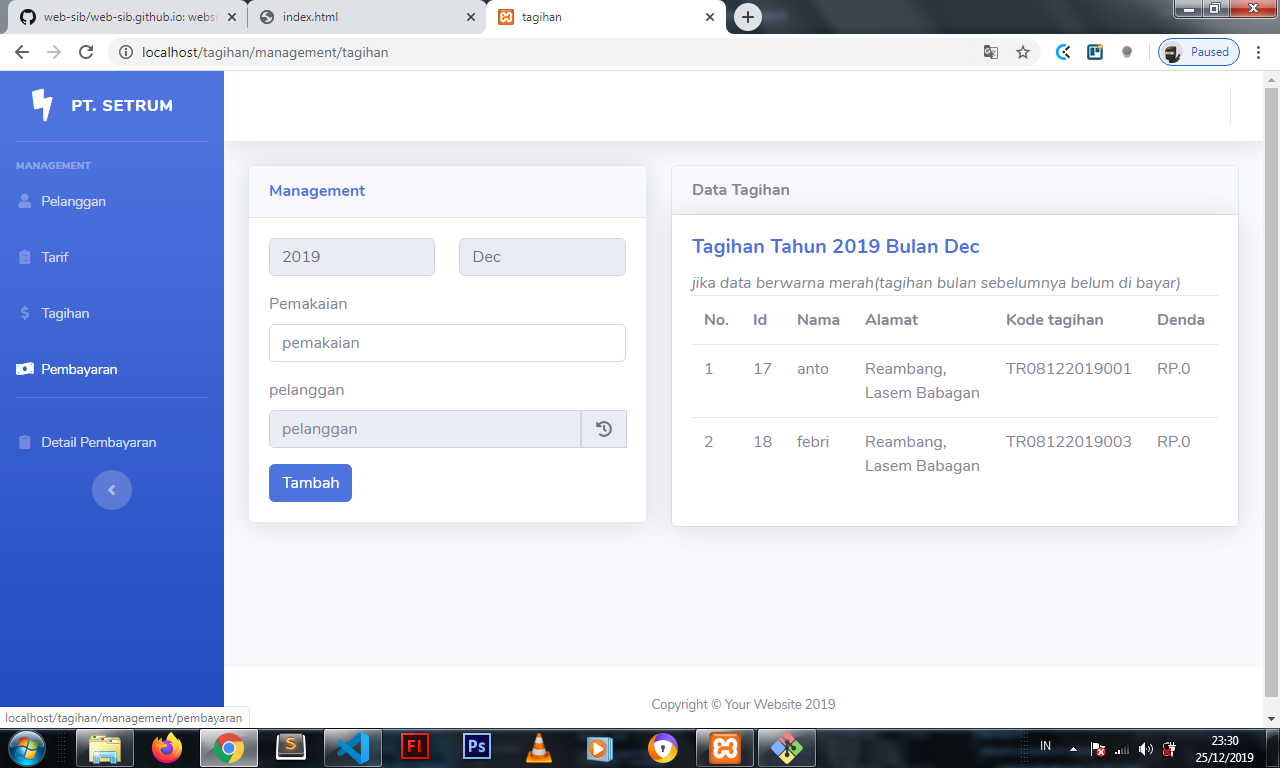 web-sib/web-sib.github.io: websi
index.html
tagihan
localhost/tagihan/management/tagihan
Paused
PT. SETRUM
MANAGEMENT
Pelanggan
Tarif
Tagihan
Pembayaran
Detail Pembayaran
Management
2019
Dec
Pemakaian
pemakaian
pelanggan
pelanggan
Tambah
Data Tagihan
Tagihan Tahun 2019 Bulan Dec
jika data berwarna merah(tagihan bulan sebelumnya belum di bayar)
No. Id Nama Alamat Kode tagihan Denda
1 17 anto Reambang, TR08122019001 RP.0
Lasem Babagan
2 18 febri Reambang, TR08122019003 RP.0
Lasem Babagan
Copyright © Your Website 2019
localhost/tagihan/management/pembayaran
S
Fl
Ps
IN
23:30
25/12/2019